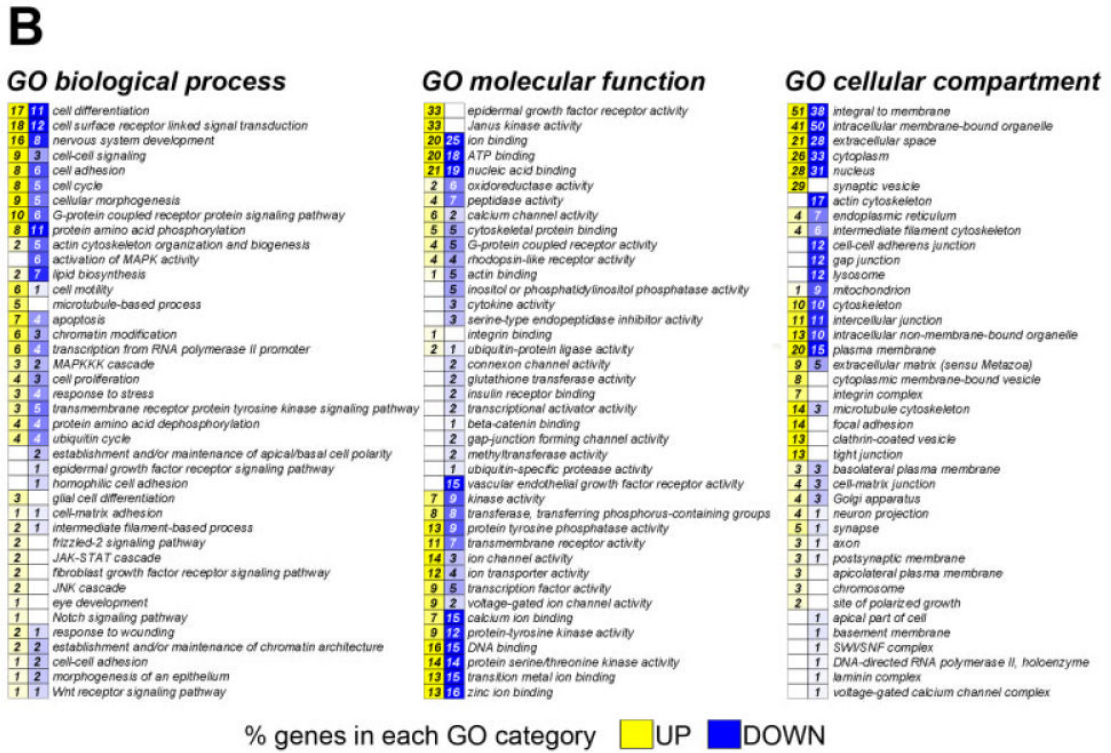 B
GO biological process
17 11 cell differentiation
18 12 cell surface receptor linked signal transduction
16 8 nervous system development
9 3 cell-cell signaling
8 6 cell adhesion
8 5 cell cycle
9 5 cellular morphogenesis
10 6 G-protein coupled receptor protein signaling pathway
8 11 protein amino acid phosphorylation
2 5 actin cytoskeleton organization and biogenesis
6 activation of MAPK activity
2 7 lipid biosynthesis
6 1 cell motility
5 microtubule-based process
7 4 apoptosis
6 3 chromatin modification
6 4 transcription from RNA polymerase II promoter
3 2 MAPKKK cascade
4 3 cell proliferation
3 4 response to stress
3 5 transmembrane receptor protein tyrosine kinase signaling pathway
4 4 protein amino acid dephosphorylation
4 4 ubiquitin cycle
2 establishment and/or maintenance of apical/basal cell polarity
1 epidermal growth factor receptor signaling pathway
1 homophilic cell adhesion
3 glial cell differentiation
1 1 cell-matrix adhesion
2 1 intermediate filament-based process
2 frizzled-2 signaling pathway
2 JAK-STAT cascade
2 fibroblast growth factor receptor signaling pathway
2 JNK cascade
1 eye development
1 Notch signaling pathway
2 1 response to wounding
2 2 establishment and/or maintenance of chromatin architecture
1 2 cell-cell adhesion
1 2 morphogenesis of an epithelium
1 1 Wnt receptor signaling pathway
GO molecular function
33 epidermal growth factor receptor activity
33 Janus kinase activity
20 25 ion binding
20 18 ATP binding
21 19 nucleic acid binding
2 6 oxidoreductase activity
4 7 peptidase activity
6 2 calcium channel activity
5 5 cytoskeletal protein binding
4 5 G-protein coupled receptor activity
4 4 rhodopsin-like receptor activity
1 5 actin binding
5 inositol or phosphatidylinositol phosphatase activity
3 cytokine activity
3 serine-type endopeptidase inhibitor activity
1 integrin binding
2 1 ubiquitin-protein ligase activity
2 connexon channel activity
2 glutathione transferase activity
2 insulin receptor binding
2 transcriptional activator activity
1 beta-catenin binding
2 gap-junction forming channel activity
2 methyltransferase activity
1 ubiquitin-specific protease activity
15 vascular endothelial growth factor receptor activity
7 9 kinase activity
8 8 transferase, transferring phosphorus-containing groups
13 9 protein tyrosine phosphatase activity
11 7 transmembrane receptor activity
14 3 ion channel activity
12 4 ion transporter activity
9 5 transcription factor activity
9 2 voltage-gated ion channel activity
7 15 calcium ion binding
9 12 protein-tyrosine kinase activity
16 15 DNA binding
14 14 protein serine/threonine kinase activity
13 15 transition metal ion binding
13 16 zinc ion binding
GO cellular compartment
51 38 integral to membrane
41 50 intracellular membrane-bound organelle
21 28 extracellular space
26 33 cytoplasm
28 31 nucleus
29 synaptic vesicle
17 actin cytoskeleton
4 7 endoplasmic reticulum
4 6 intermediate filament cytoskeleton
12 cell-cell adherens junction
12 gap junction
12 lysosome
1 9 mitochondrion
10 10 cytoskeleton
11 11 intercellular junction
13 10 intracellular non-membrane-bound organelle
20 15 plasma membrane
9 5 extracellular matrix (sensu Metazoa)
8 cytoplasmic membrane-bound vesicle
7 integrin complex
14 3 microtubule cytoskeleton
14 focal adhesion
13 clathrin-coated vesicle
13 tight junction
3 3 basolateral plasma membrane
4 3 cell-matrix junction
4 3 Golgi apparatus
4 1 neuron projection
5 1 synapse
3 1 axon
3 1 postsynaptic membrane
3 apicolateral plasma membrane
3 chromosome
2 site of polarized growth
1 apical part of cell
1 basement membrane
1 SWI/SNF complex
1 DNA-directed RNA polymerase II, holoenzyme
1 laminin complex
1 voltage-gated calcium channel complex
% genes in each GO category UP DOWN